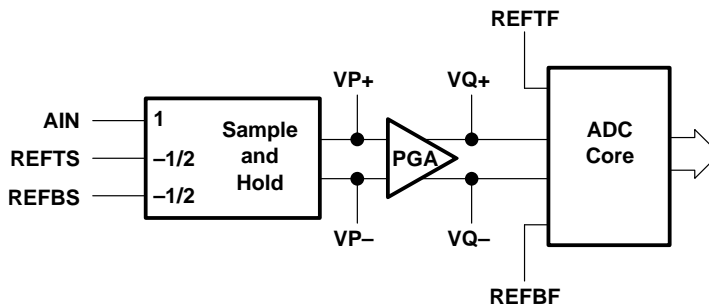 REFTF
VP+
VQ+
AIN
REFTS
REFBS
1
–1/2
–1/2
Sample
and
Hold
PGA
ADC
Core
VP–
VQ–
REFBF